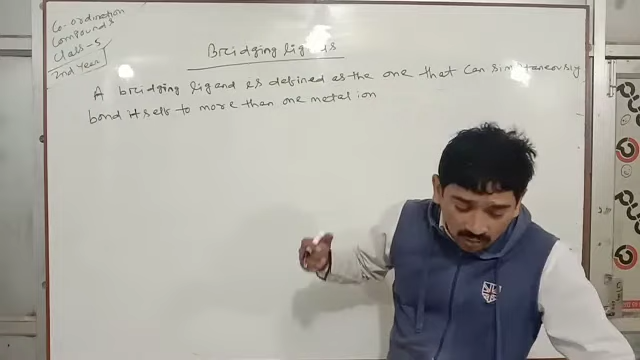 Co-ordination
Compounds
Class-5
2nd Year
Bridging ligands
A bridging ligand is defined as the one that can simultaneously
bond itself to more than one metal ion